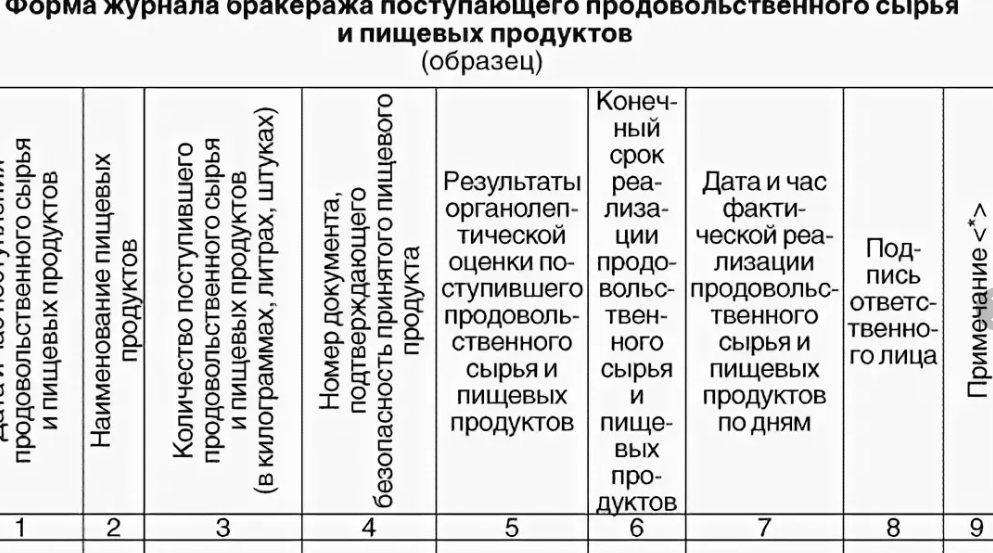 Форма журнала бракеража поступающего продовольственного сырья
и пищевых продуктов
(образец)
продовольственного сырья
и пищевых продуктов
Наименование пищевых
продуктов
Количество поступившего
продовольственного сырья
и пищевых продуктов
(в килограммах, литрах, штуках)
Номер документа,
подтверждающего
безопасность принятого пищевого
продукта
Результаты
органолеп-
тической
оценки по-
ступившего
продоволь-
ственного
сырья и
пищевых
продуктов
Конеч-
ный
срок
реа-
лиза-
ции
продо-
вольс-
твен-
ного
сырья
и
пище-
вых
про-
дуктов
Дата и час
факти-
ческой реа-
лизации
продовольс-
твенного
сырья и
пищевых
продуктов
по дням
Под-
пись
ответс-
твенно-
го лица
Примечание <*>
1 2 3 4 5 6 7 8 9